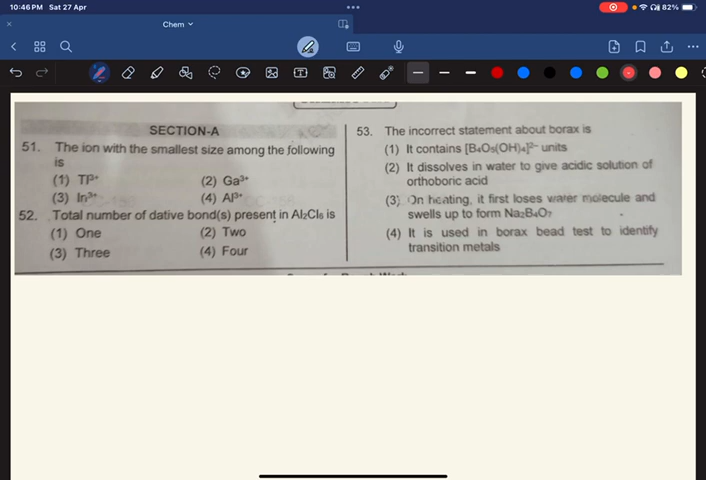 10:46 PM Sat 27 Apr
82%
Chem
SECTION-A
51. The ion with the smallest size among the following
is
(1) Tl³⁺ (2) Ga³⁺
(3) In³⁺ (4) Al³⁺
52. Total number of dative bond(s) present in Al₂Cl₆ is
(1) One (2) Two
(3) Three (4) Four
53. The incorrect statement about borax is
(1) It contains [B₄O₅(OH)₄]²⁻ units
(2) It dissolves in water to give acidic solution of
orthoboric acid
(3) On heating, it first loses water molecule and
swells up to form Na₂B₄O₇
(4) It is used in borax bead test to identify
transition metals